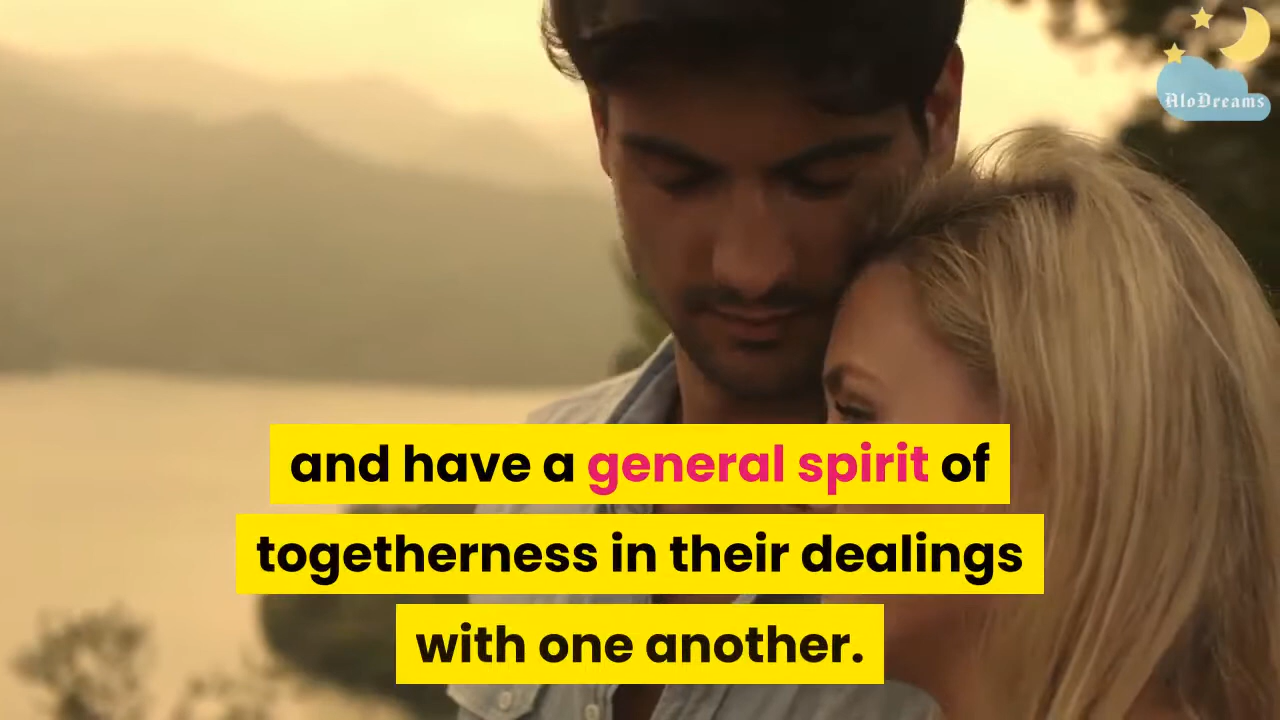 AloDreams
and have a general spirit of
togetherness in their dealings
with one another.